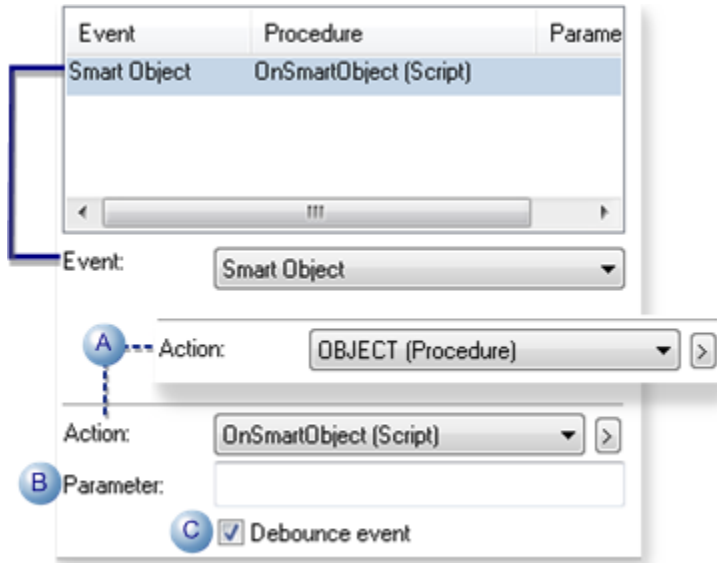 Event Procedure Parame
Smart Object OnSmartObject (Script)
Event: Smart Object
A Action: OBJECT (Procedure) >
Action: OnSmartObject (Script) >
B Parameter:
C Debounce event